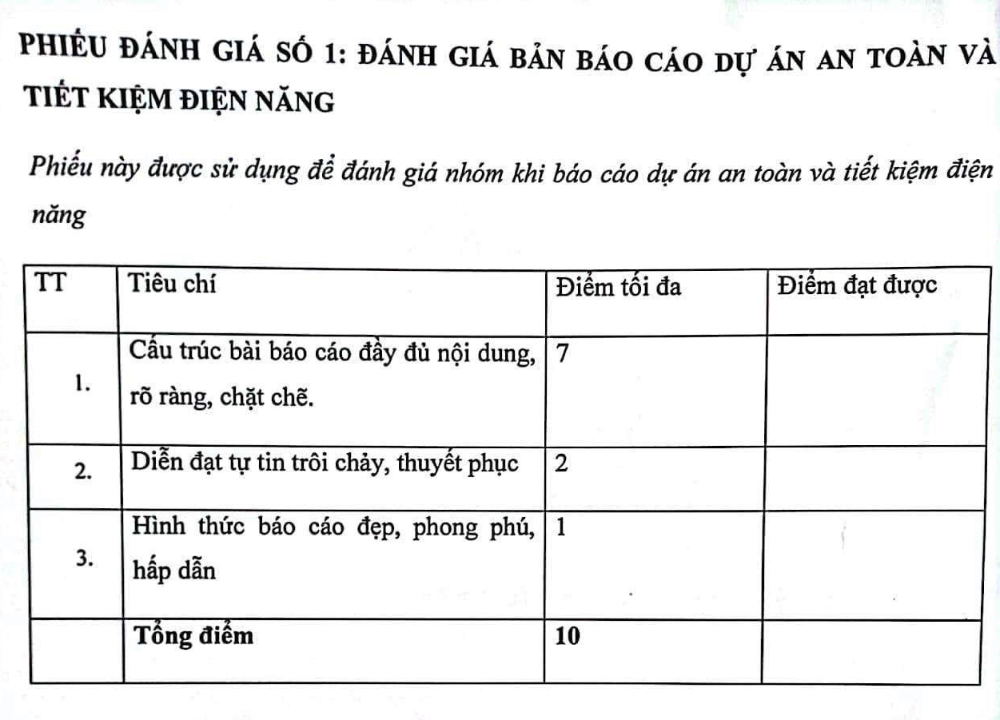 PHIẾU ĐÁNH GIÁ SỐ 1: ĐÁNH GIÁ BẢN BÁO CÁO DỰ ÁN AN TOÀN VÀ
TIẾT KIỆM ĐIỆN NĂNG
Phiếu này được sử dụng để đánh giá nhóm khi báo cáo dự án an toàn và tiết kiệm điện
năng
TT Tiêu chí Điểm tối đa Điểm đạt được
1. Cấu trúc bài báo cáo đầy đủ nội dung, 7
rõ ràng, chặt chẽ.
2. Diễn đạt tự tin trôi chảy, thuyết phục 2
3. Hình thức báo cáo đẹp, phong phú, 1
hấp dẫn
Tổng điểm 10